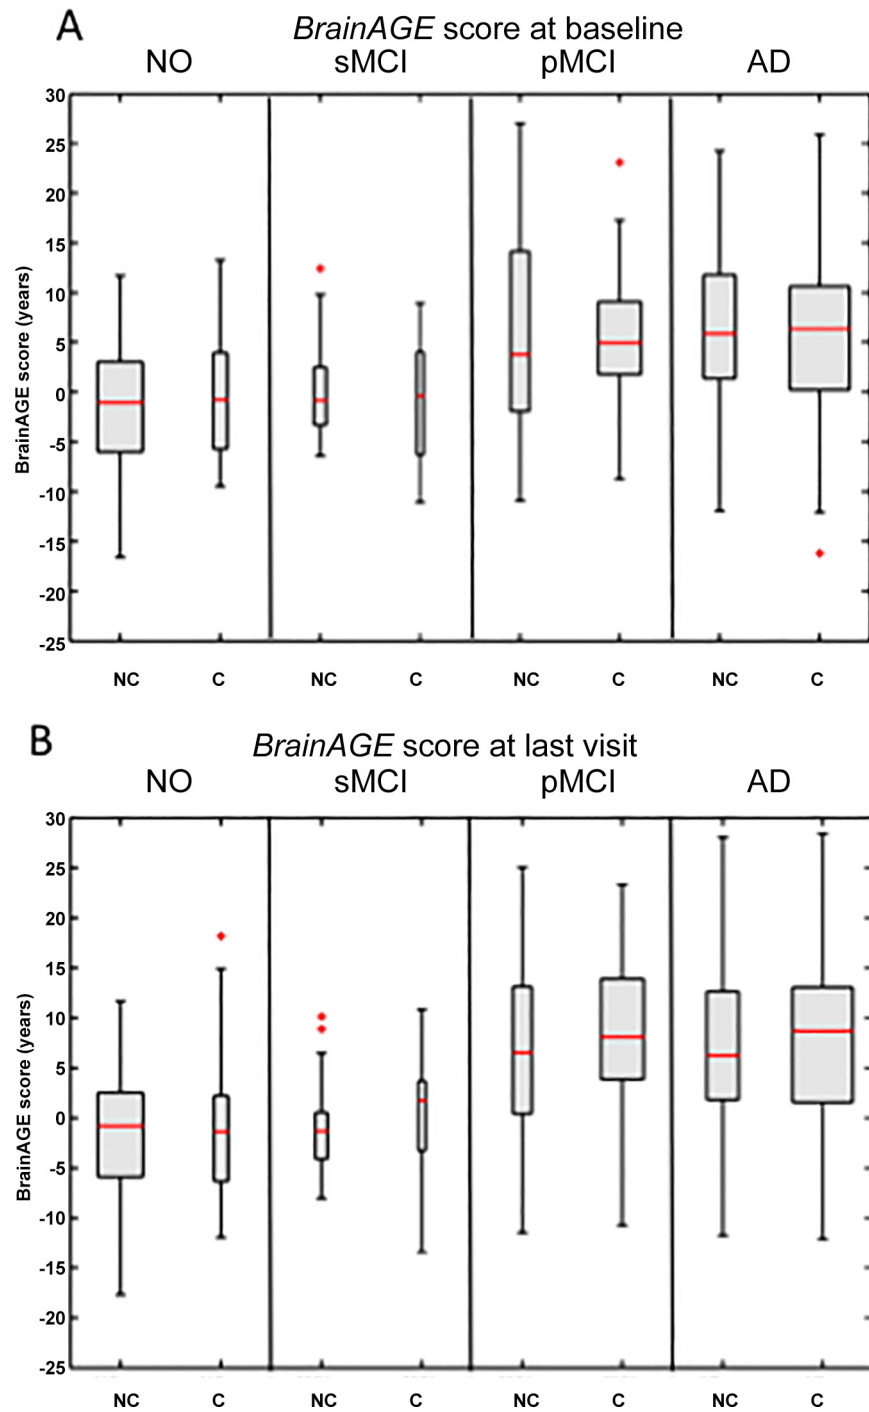 A
BrainAGE score at baseline
NO sMCI pMCI AD
BrainAGE score (years)
30
25
20
15
10
5
0
-5
-10
-15
-20
-25
NC C NC C NC C NC C
B
BrainAGE score at last visit
NO sMCI pMCI AD
BrainAGE score (years)
30
25
20
15
10
5
0
-5
-10
-15
-20
-25
NC C NC C NC C NC C